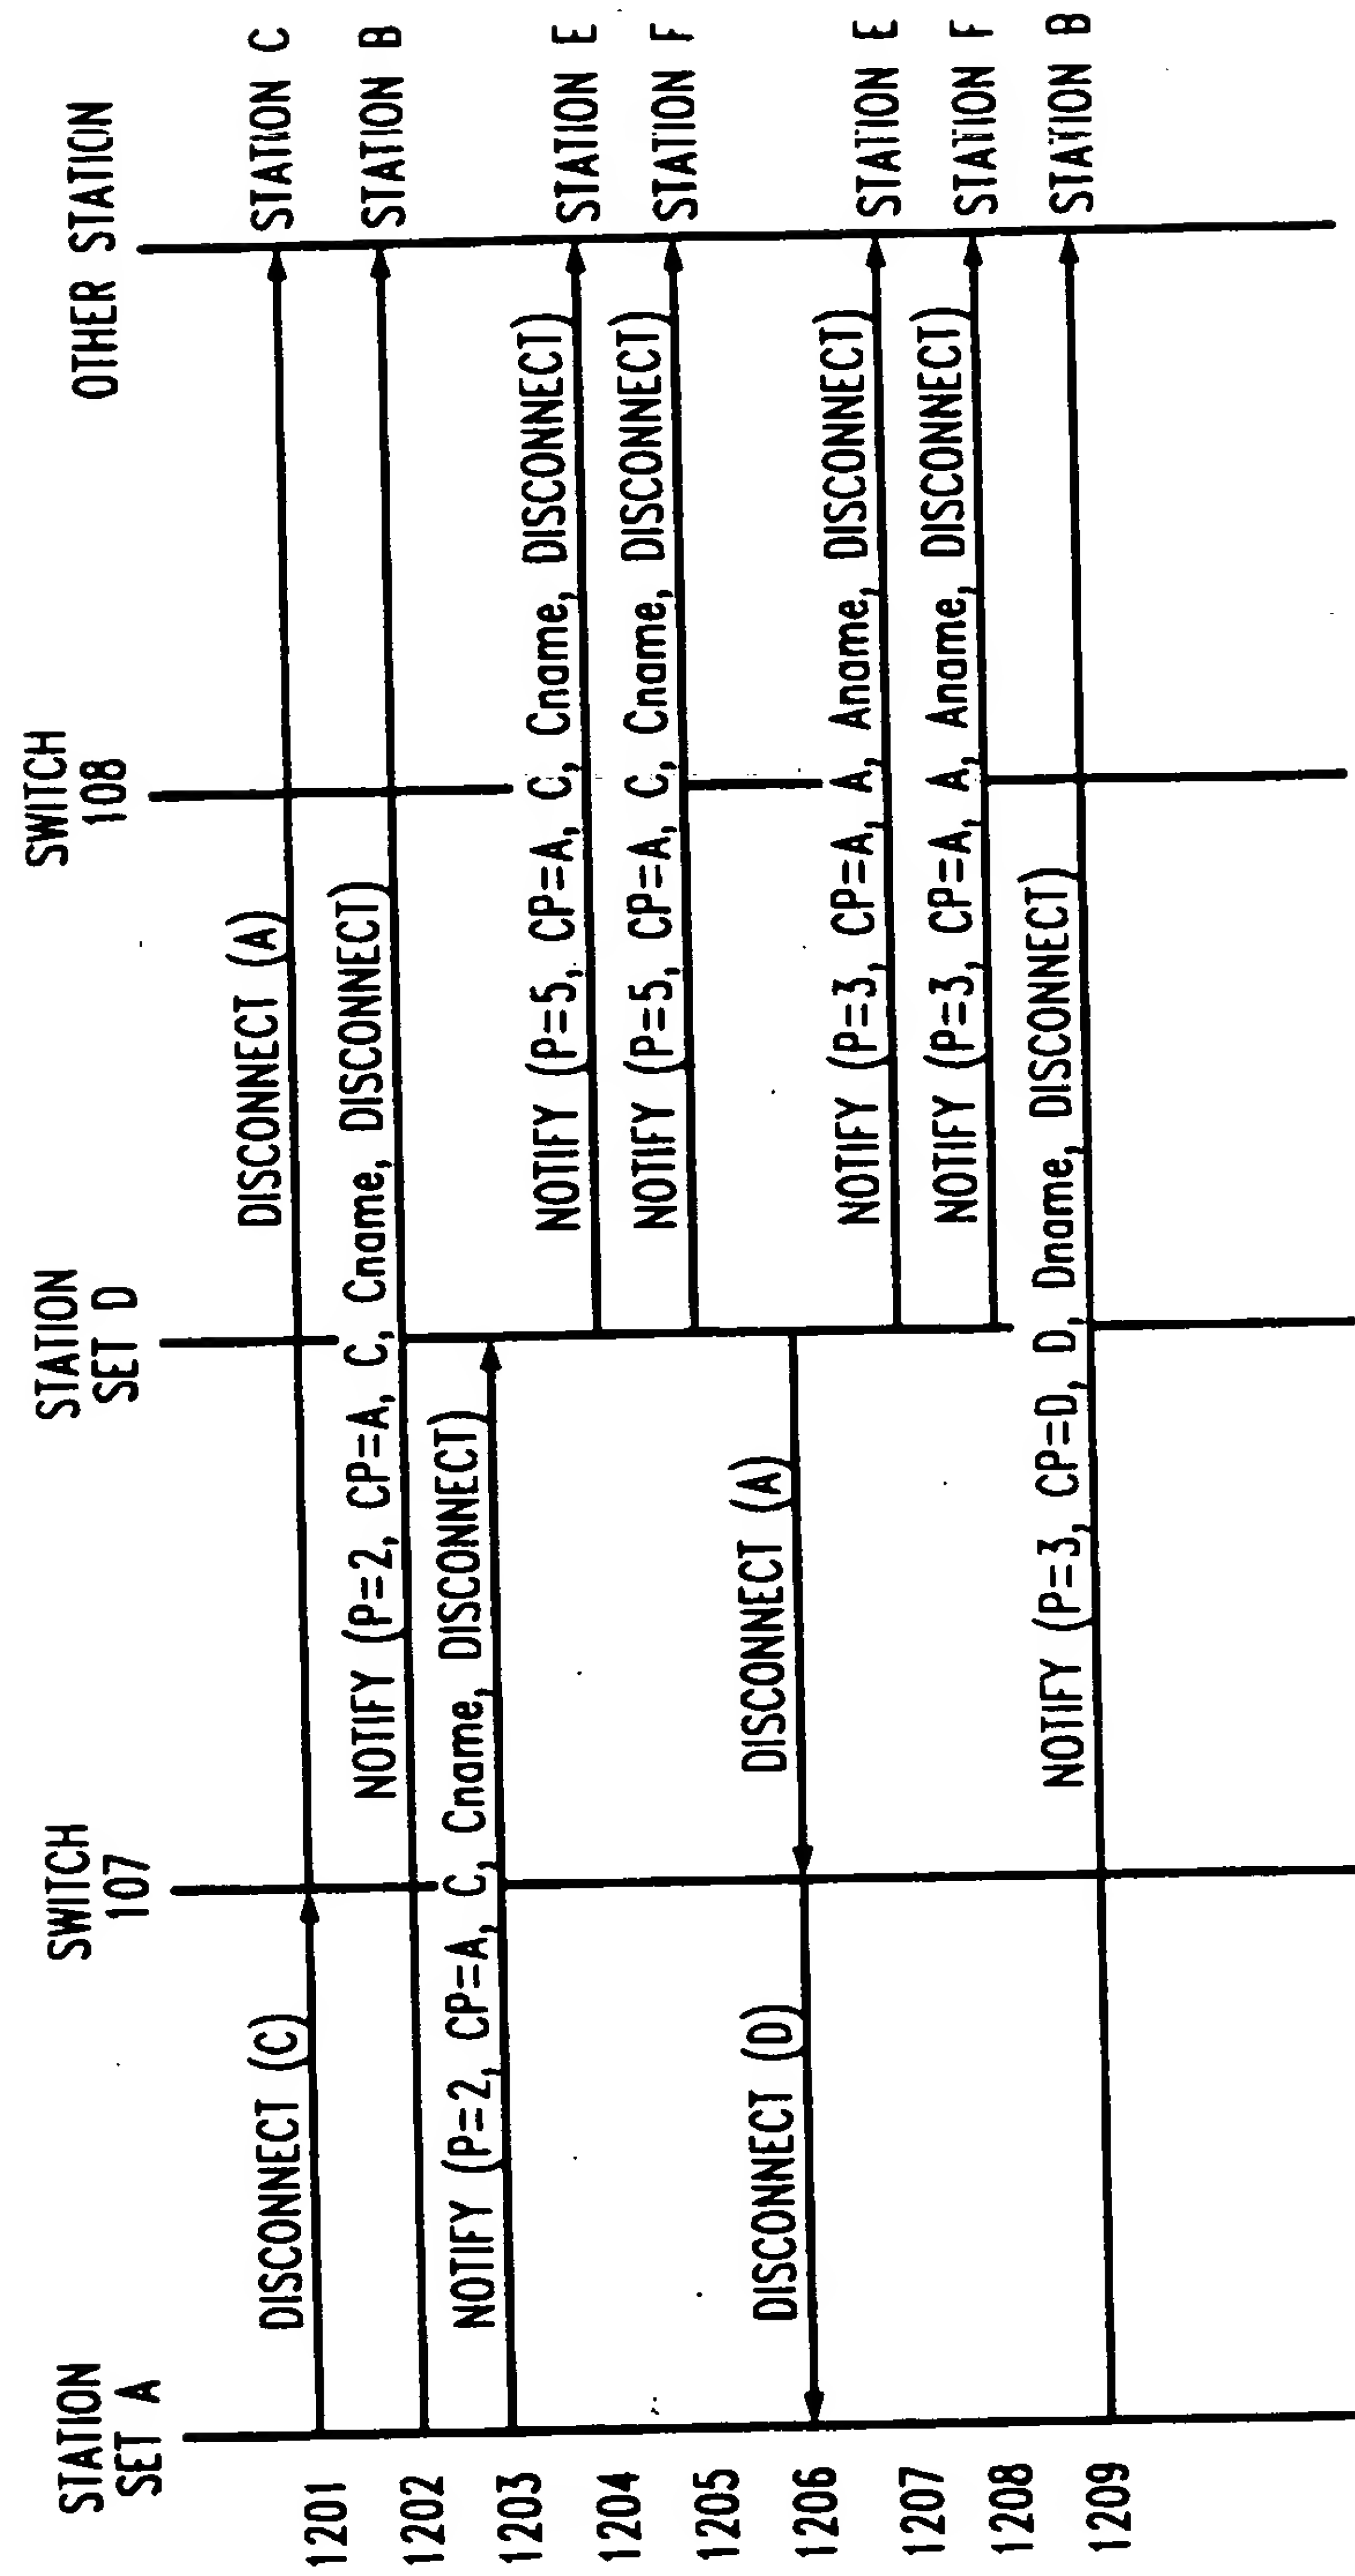 STATION
SET A
SWITCH
107
STATION
SET D
SWITCH
108
OTHER STATION
1201
DISCONNECT (C)
DISCONNECT (A)
STATION C
1202
NOTIFY (P=2, CP=A, C, Cname, DISCONNECT)
STATION B
1203
NOTIFY (P=2, CP=A, C, Cname, DISCONNECT)
1204
NOTIFY (P=5, CP=A, C, Cname, DISCONNECT)
STATION E
1205
NOTIFY (P=5, CP=A, C, Cname, DISCONNECT)
STATION F
1206
DISCONNECT (D)
DISCONNECT (A)
1207
NOTIFY (P=3, CP=A, A, Aname, DISCONNECT)
STATION E
1208
NOTIFY (P=3, CP=A, A, Aname, DISCONNECT)
STATION F
1209
NOTIFY (P=3, CP=D, D, Dname, DISCONNECT)
STATION B